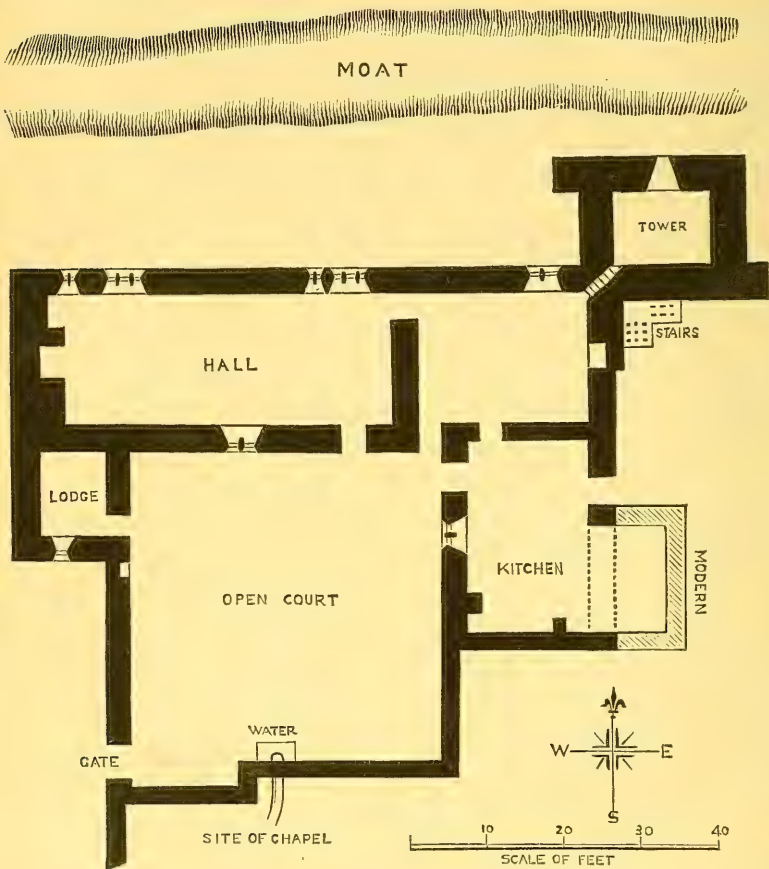 MOAT
TOWER
STAIRS
HALL
LODGE
KITCHEN
MODERN
OPEN COURT
WATER
GATE
W E
S
SITE OF CHAPEL
10 20 30 40
SCALE OF FEET